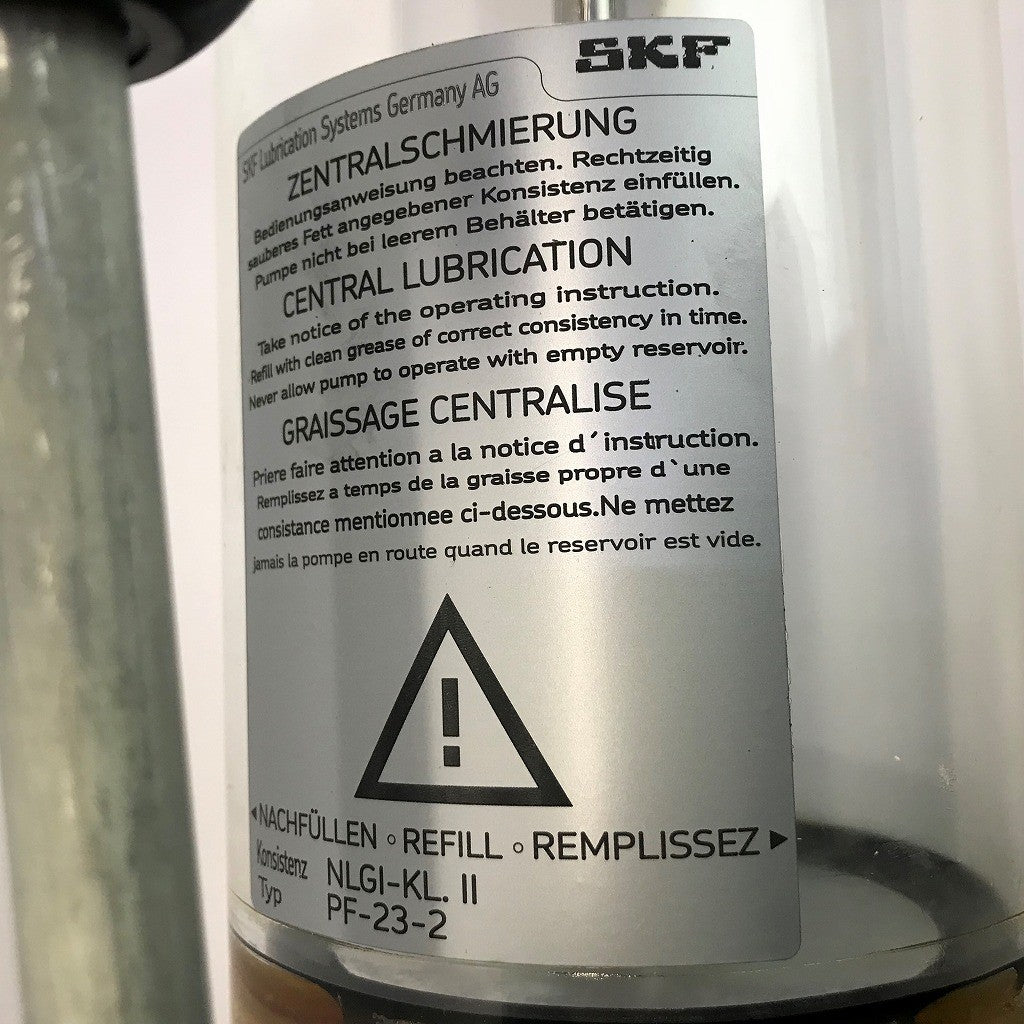 SKF
SKF Lubrication Systems Germany AG
ZENTRALSCHMIERUNG
Bedienungsanweisung beachten. Rechtzeitig
sauberes Fett angegebener Konsistenz einfüllen.
Pumpe nicht bei leerem Behälter betätigen.
CENTRAL LUBRICATION
Take notice of the operating instruction.
Refill with clean grease of correct consistency in time.
Never allow pump to operate with empty reservoir.
GRAISSAGE CENTRALISE
Priere faire attention a la notice d´instruction.
Remplissez a temps de la graisse propre d`une
consistance mentionnee ci-dessous.Ne mettez
jamais la pompe en route quand le reservoir est vide.
!
◄NACHFÜLLEN ∘ REFILL ∘ REMPLISSEZ►
Konsistenz NLGI-KL. II
Typ PF-23-2